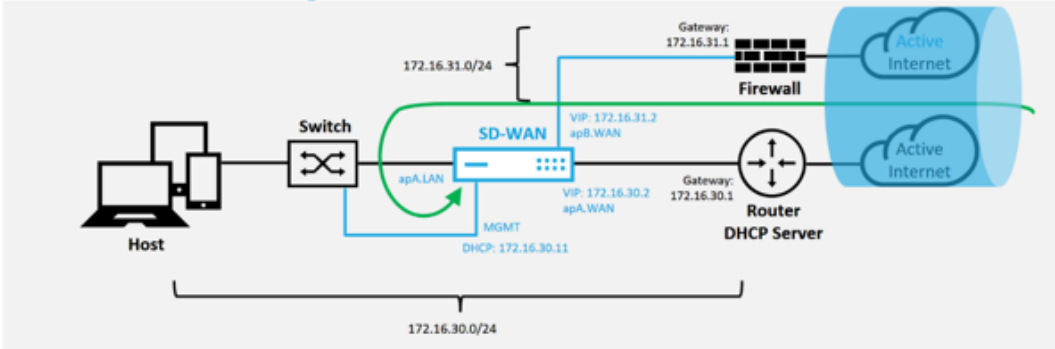 Gateway:
172.16.31.1
Active
Internet
172.16.31.0/24
Firewall
Switch
SD-WAN
VIP: 172.16.31.2
apB.WAN
Active
Internet
apA.LAN
VIP: 172.16.30.2
apA.WAN
Gateway:
172.16.30.1
Router
DHCP Server
Host
MGMT
DHCP: 172.16.30.11
172.16.30.0/24